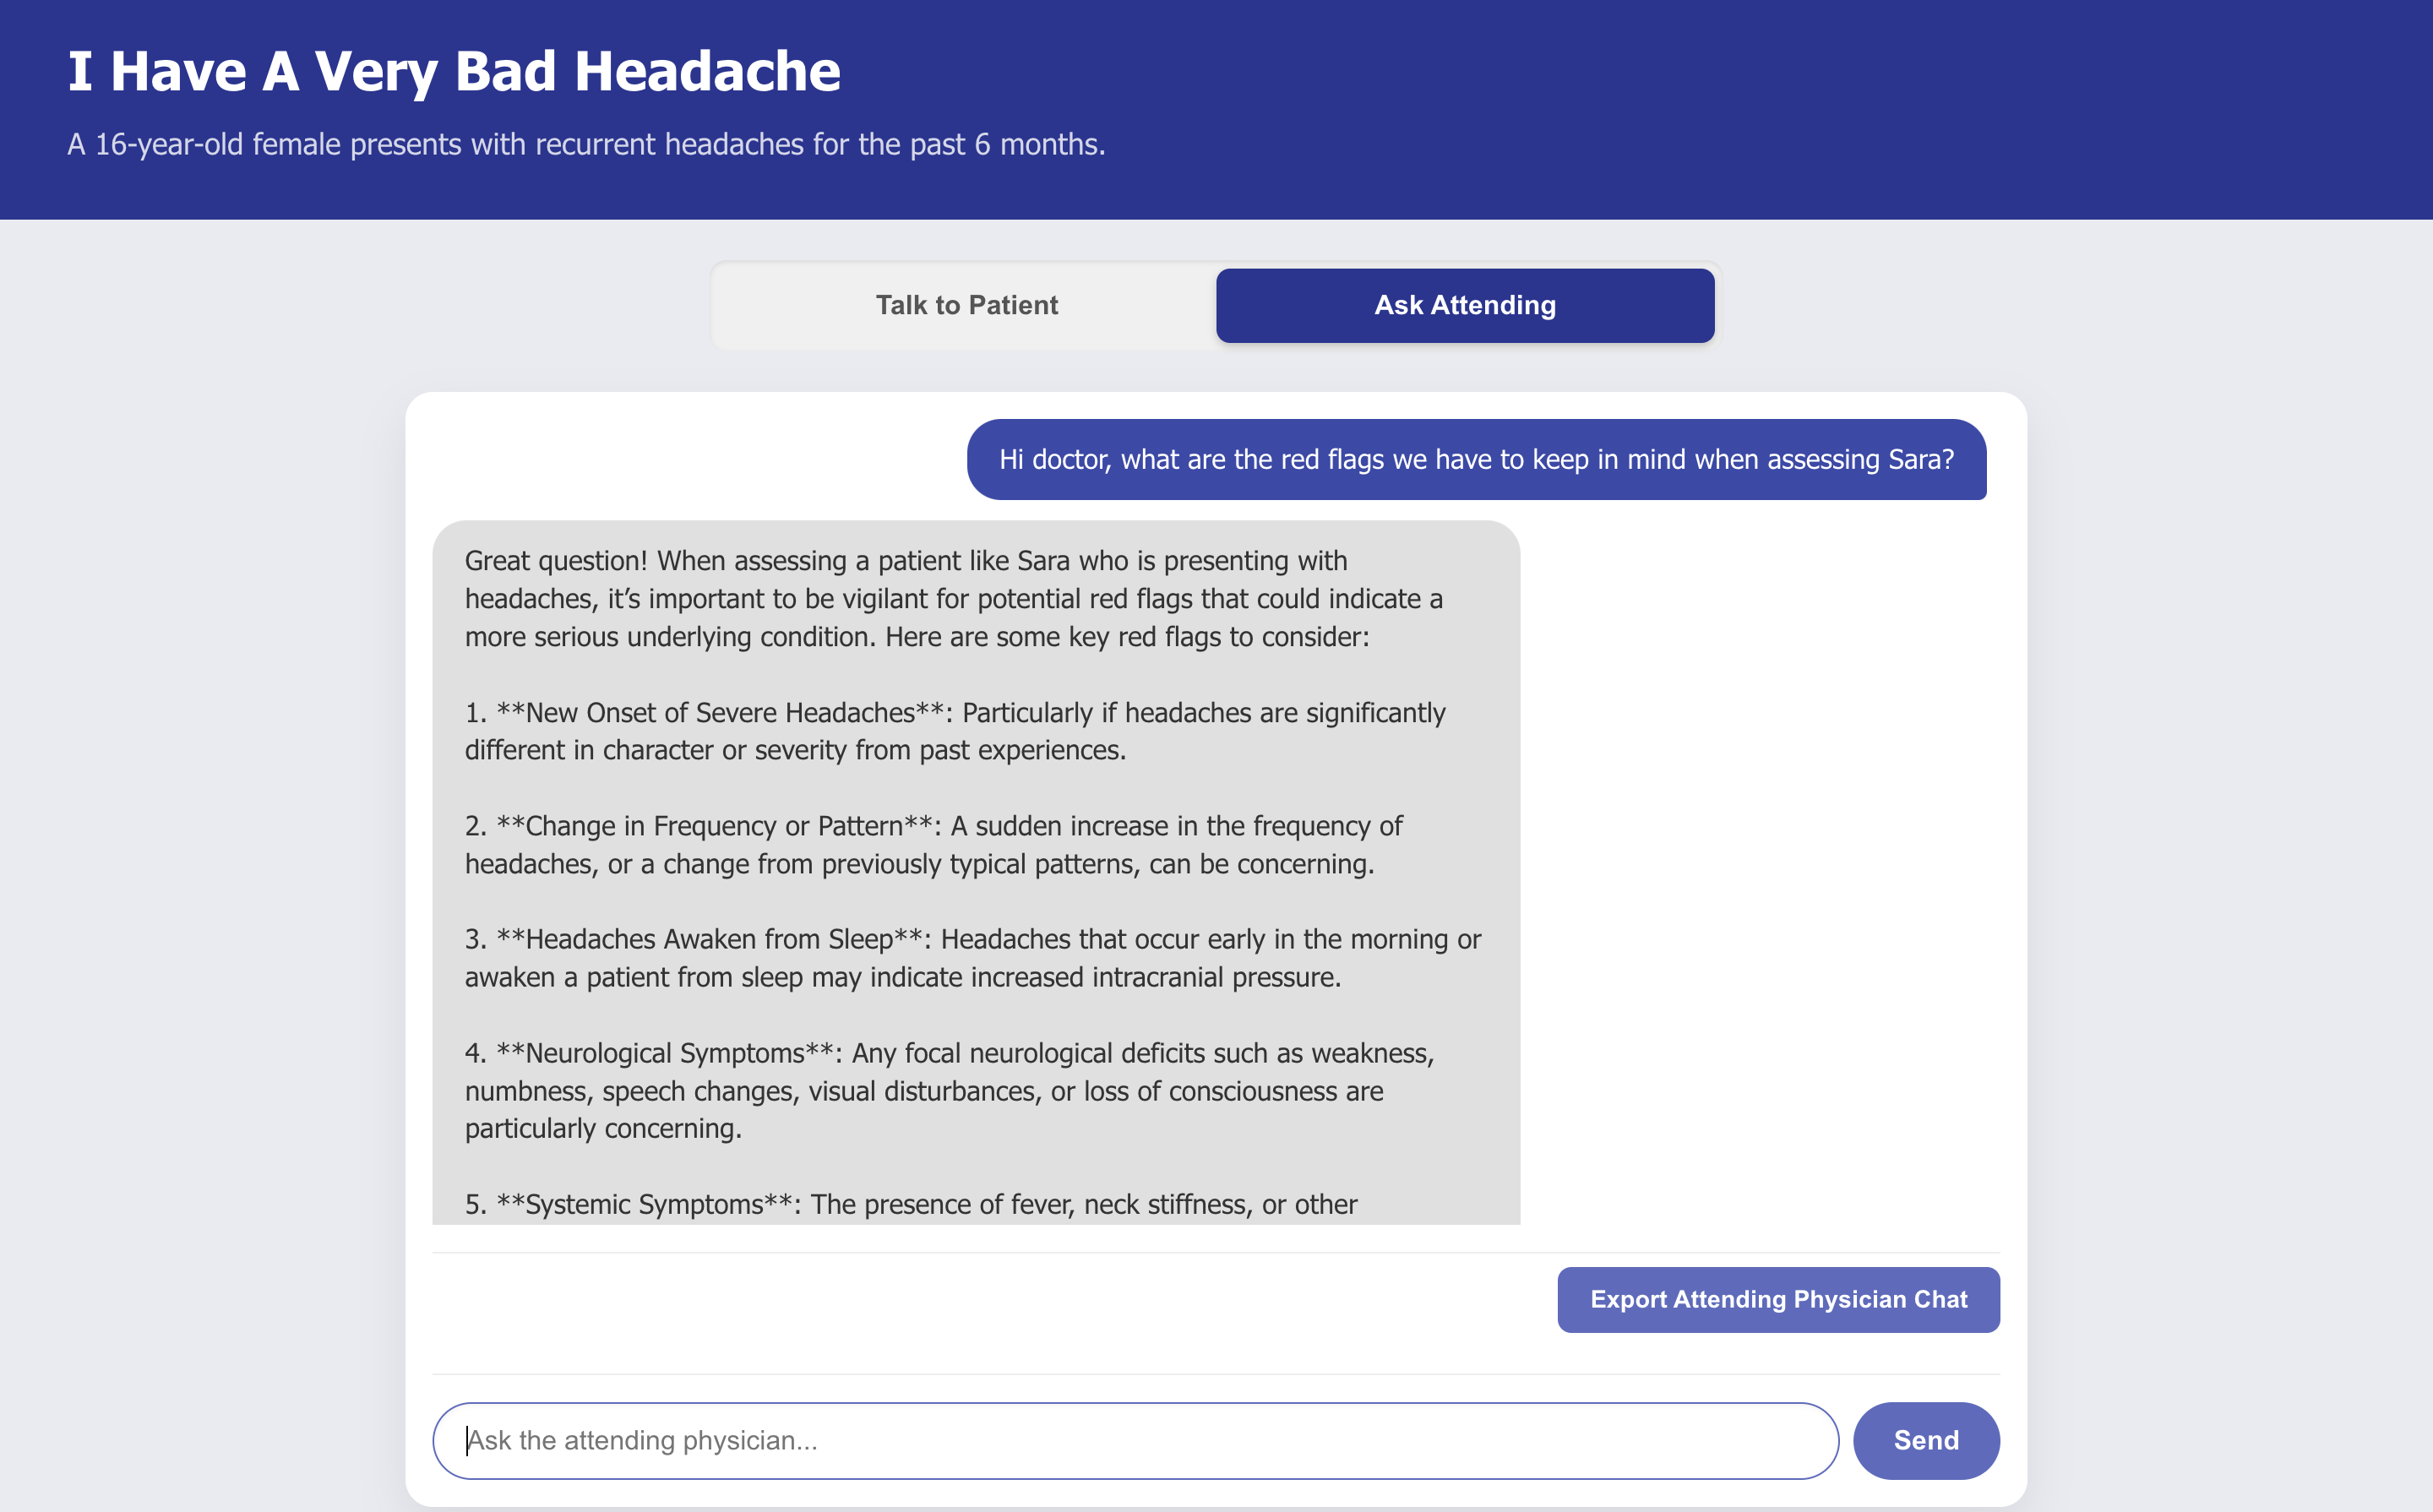 I Have A Very Bad Headache
A 16-year-old female presents with recurrent headaches for the past 6 months.
Talk to Patient
Ask Attending
Hi doctor, what are the red flags we have to keep in mind when assessing Sara?
Great question! When assessing a patient like Sara who is presenting with
headaches, it’s important to be vigilant for potential red flags that could indicate a
more serious underlying condition. Here are some key red flags to consider:
1. **New Onset of Severe Headaches**: Particularly if headaches are significantly
different in character or severity from past experiences.
2. **Change in Frequency or Pattern**: A sudden increase in the frequency of
headaches, or a change from previously typical patterns, can be concerning.
3. **Headaches Awaken from Sleep**: Headaches that occur early in the morning or
awaken a patient from sleep may indicate increased intracranial pressure.
4. **Neurological Symptoms**: Any focal neurological deficits such as weakness,
numbness, speech changes, visual disturbances, or loss of consciousness are
particularly concerning.
5. **Systemic Symptoms**: The presence of fever, neck stiffness, or other
Export Attending Physician Chat
Ask the attending physician...
Send